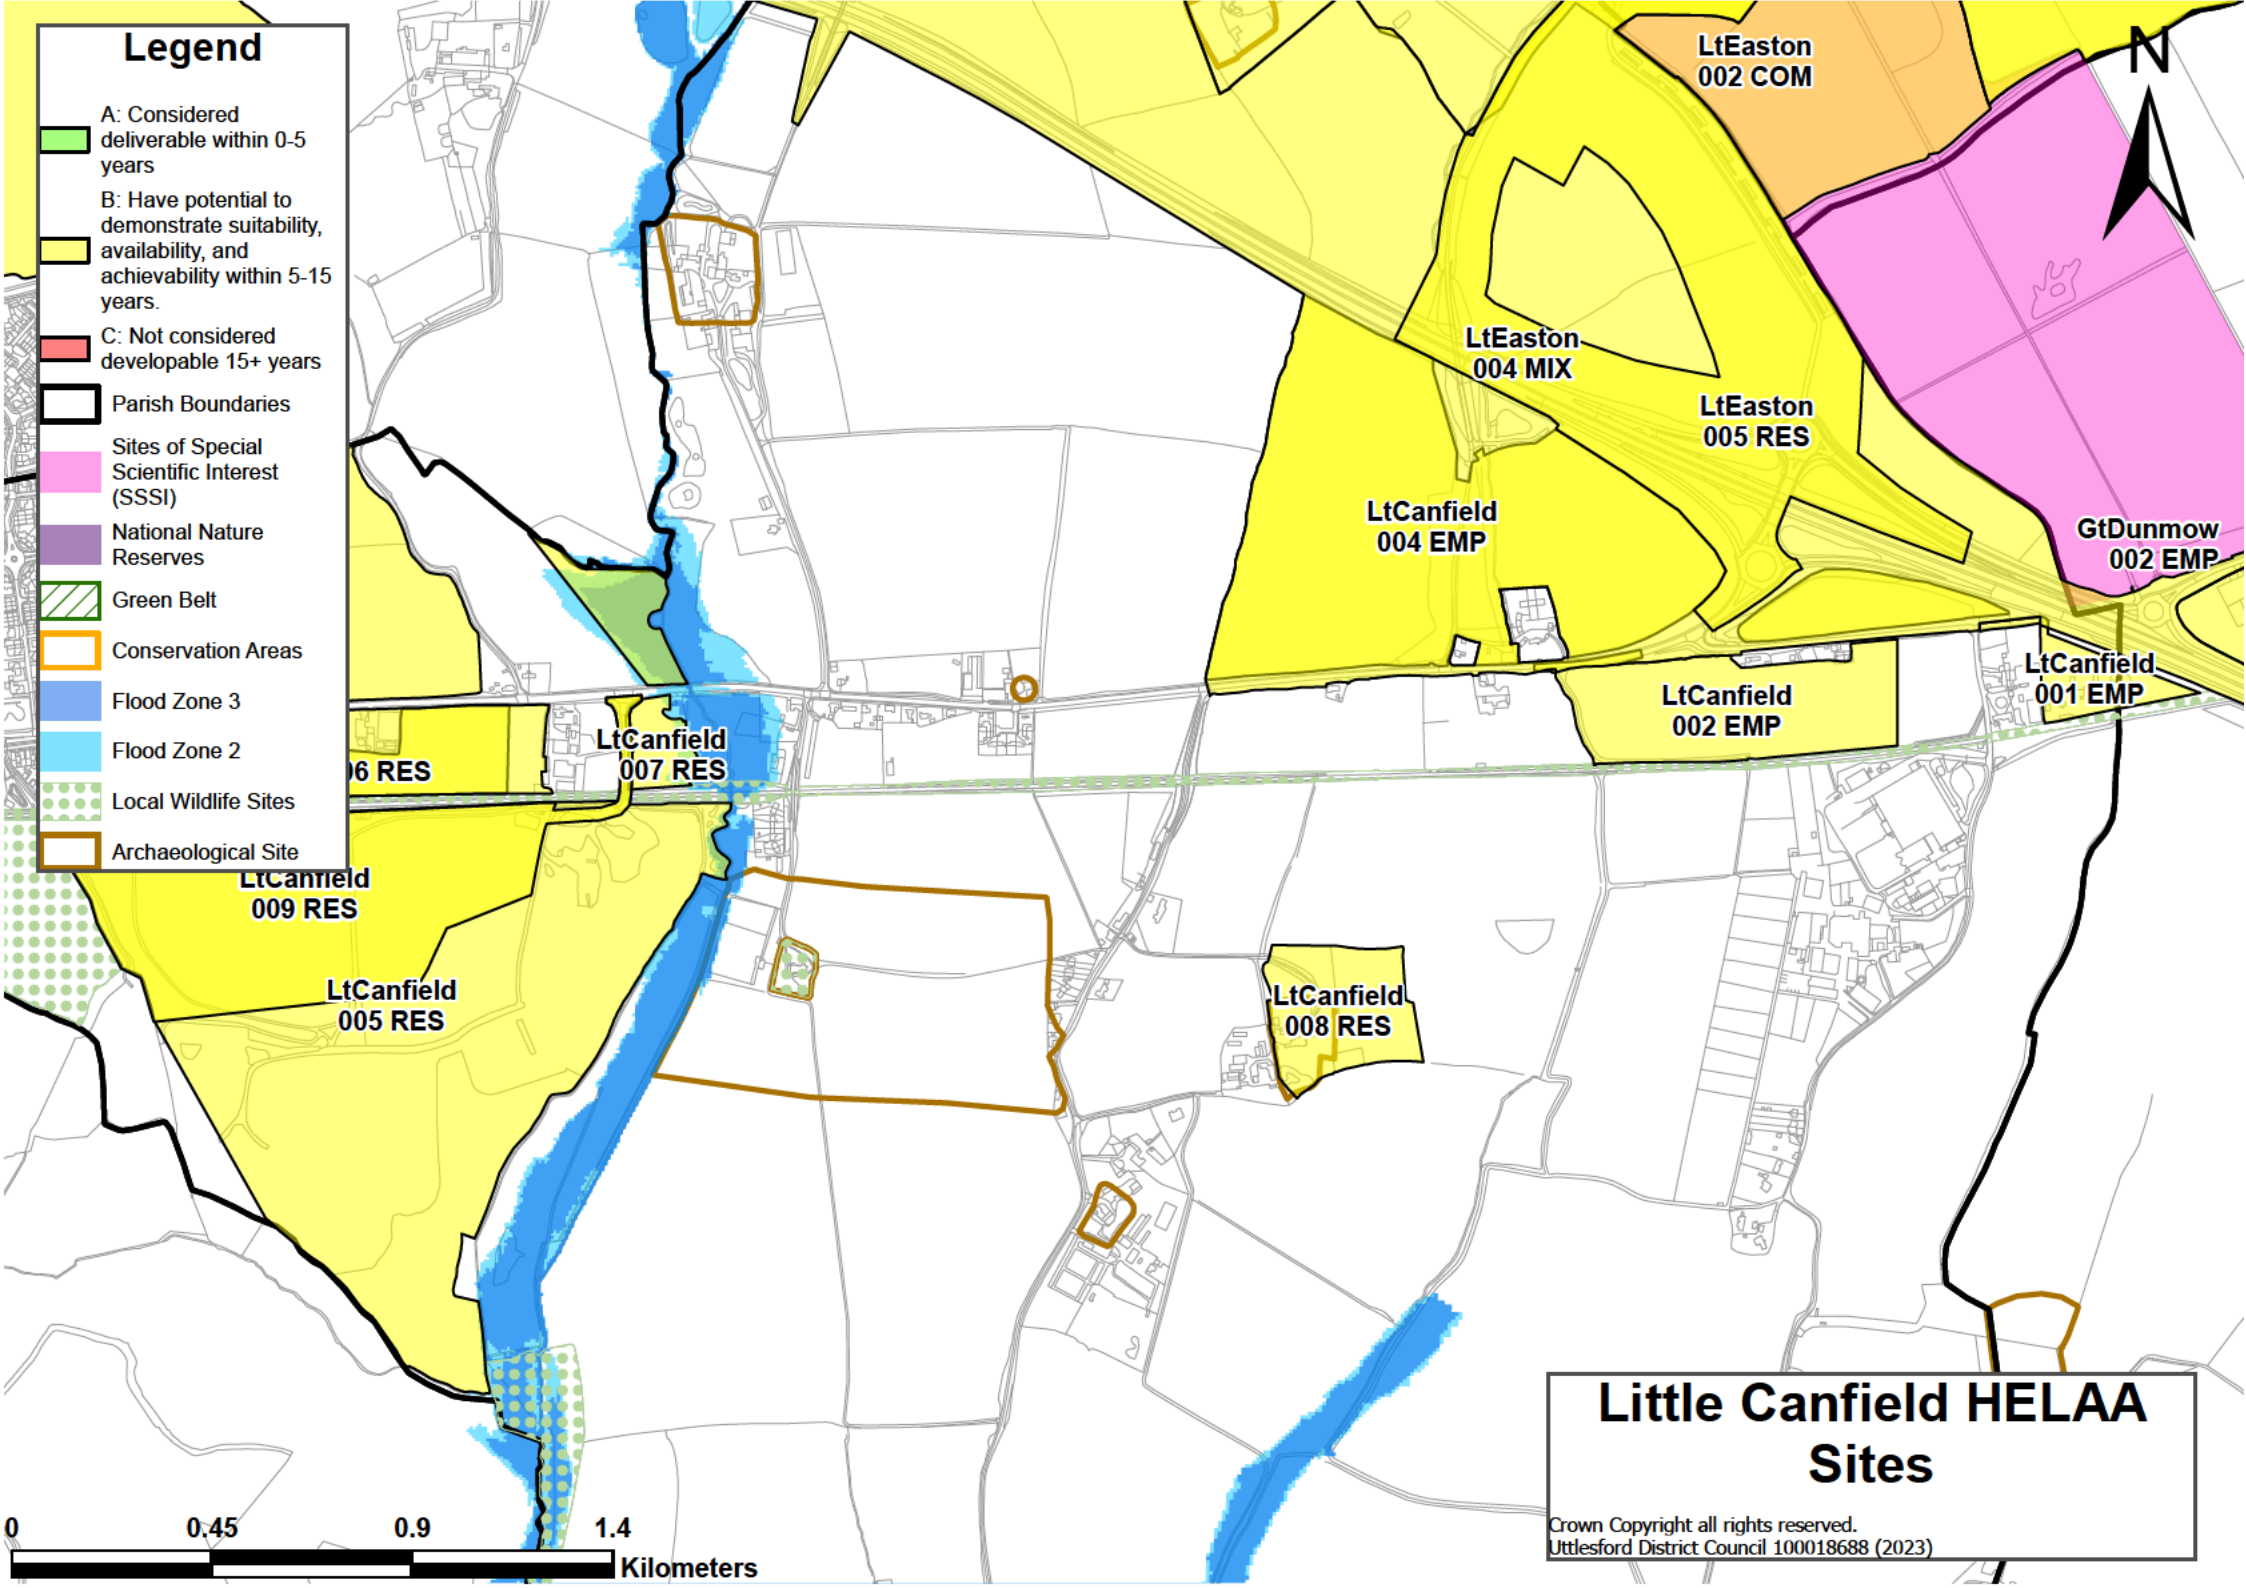 Legend
A: Considered
deliverable within 0-5
years
B: Have potential to
demonstrate suitability,
availability, and
achievability within 5-15
years.
C: Not considered
developable 15+ years
Parish Boundaries
Sites of Special
Scientific Interest
(SSSI)
National Nature
Reserves
Green Belt
Conservation Areas
Flood Zone 3
Flood Zone 2
Local Wildlife Sites
Archaeological Site
N
LtEaston
002 COM
LtEaston
004 MIX
LtEaston
005 RES
LtCanfield
004 EMP
GtDunmow
002 EMP
LtCanfield
001 EMP
LtCanfield
002 EMP
LtCanfield
007 RES
06 RES
LtCanfield
009 RES
LtCanfield
005 RES
LtCanfield
008 RES
0 0.45 0.9 1.4
Kilometers
Little Canfield HELAA
Sites
Crown Copyright all rights reserved.
Uttlesford District Council 100018688 (2023)